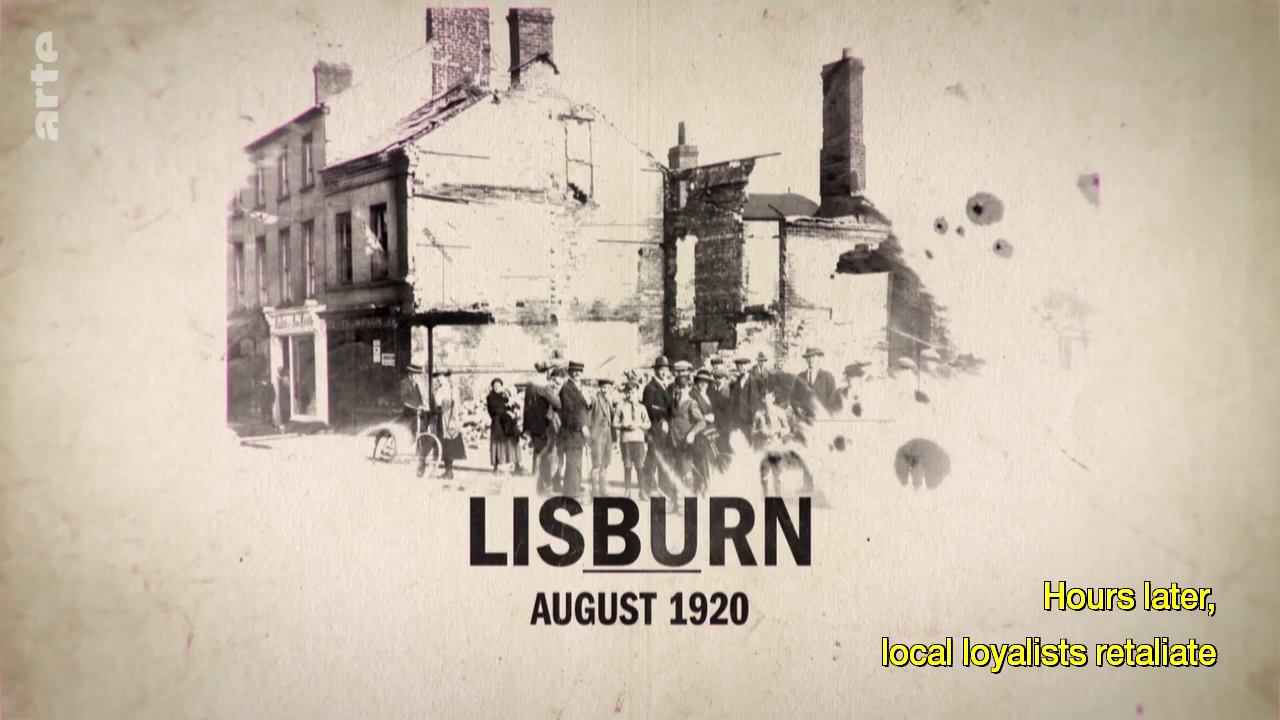 arte
LISBURN
AUGUST 1920
Hours later,
local loyalists retaliate